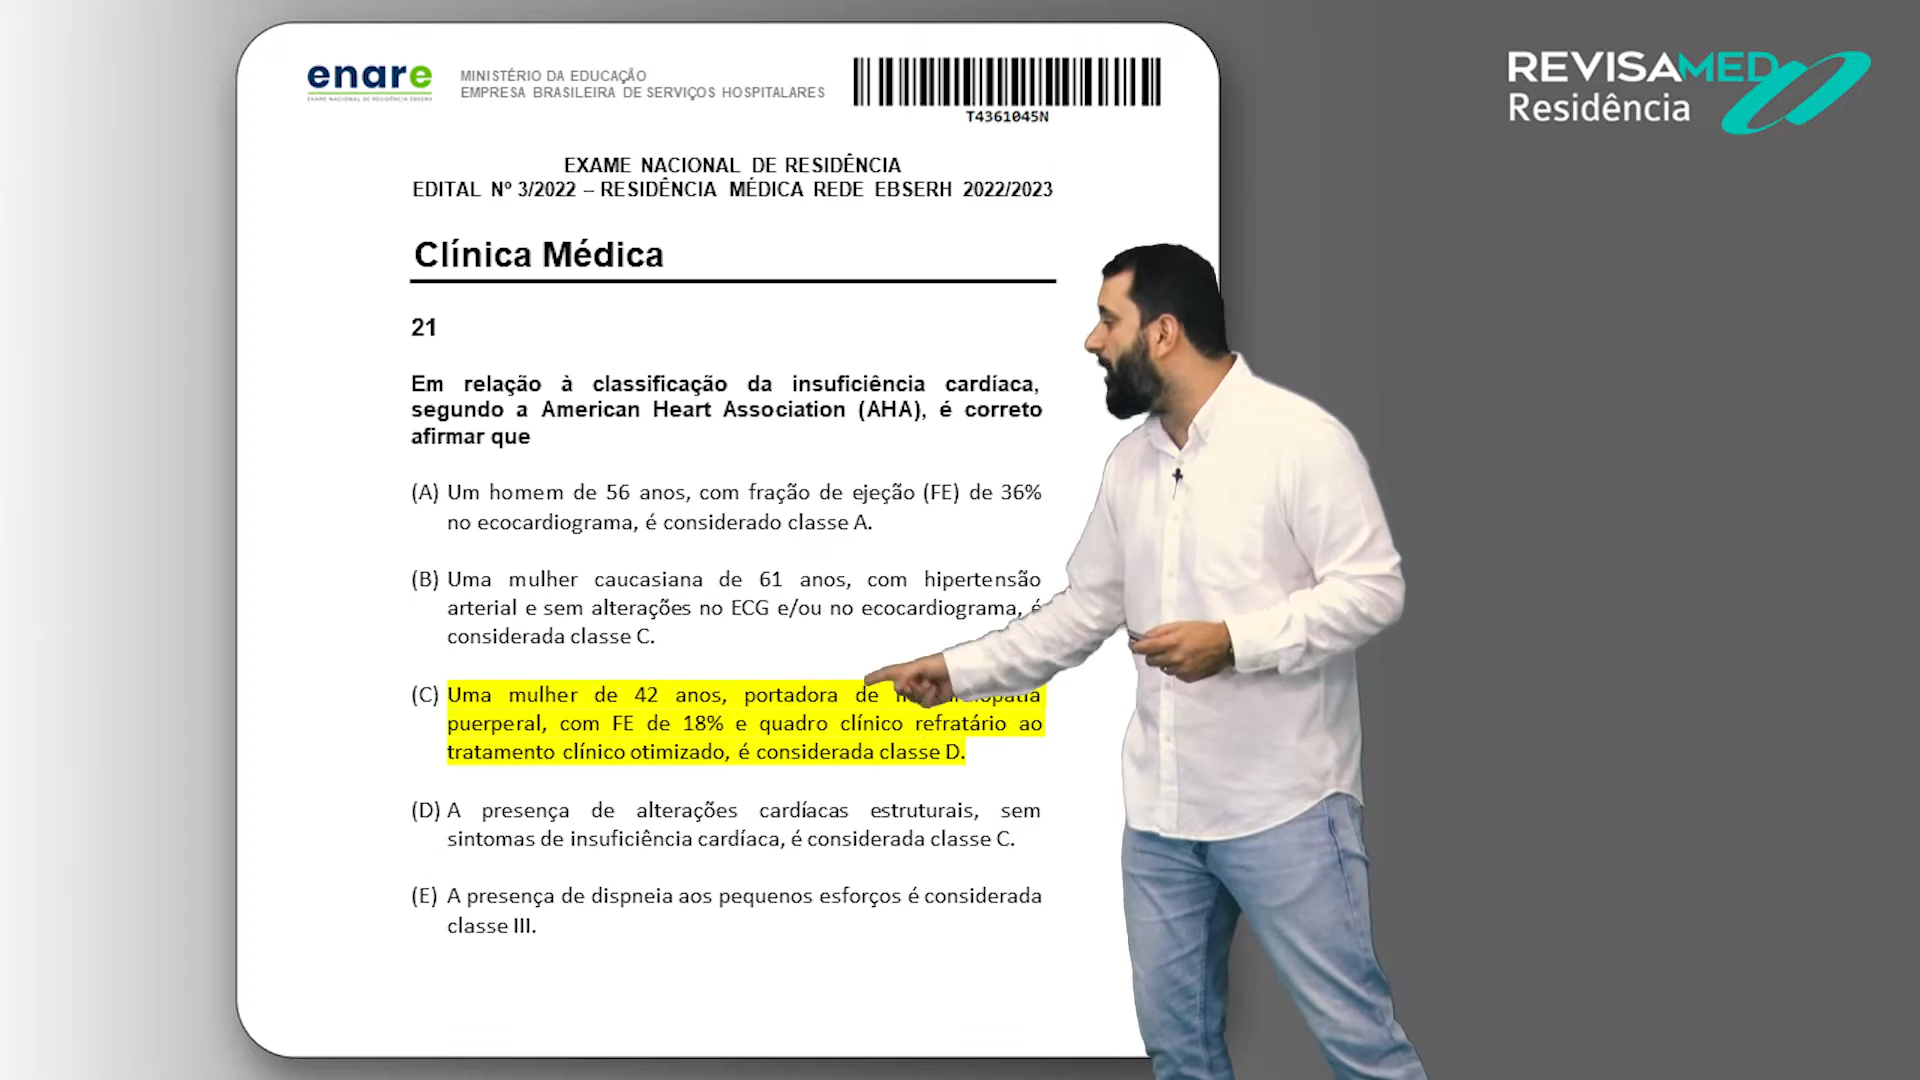 enare
MINISTÉRIO DA EDUCAÇÃO
EXAME NACIONAL DE RESIDÊNCIA EBSERH
EMPRESA BRASILEIRA DE SERVIÇOS HOSPITALARES
T4361045N
REVISAMED
Residência
EXAME NACIONAL DE RESIDÊNCIA
EDITAL Nº 3/2022 – RESIDÊNCIA MÉDICA REDE EBSERH 2022/2023
Clínica Médica
21
Em relação à classificação da insuficiência cardíaca,
segundo a American Heart Association (AHA), é correto
afirmar que
(A) Um homem de 56 anos, com fração de ejeção (FE) de 36%
no ecocardiograma, é considerado classe A.
(B) Uma mulher caucasiana de 61 anos, com hipertensão
arterial e sem alterações no ECG e/ou no ecocardiograma, é
considerada classe C.
(C) Uma mulher de 42 anos, portadora de
puerperal, com FE de 18% e quadro clínico refratário ao
tratamento clínico otimizado, é considerada classe D.
(D) A presença de alterações cardíacas estruturais, sem
sintomas de insuficiência cardíaca, é considerada classe C.
(E) A presença de dispneia aos pequenos esforços é considerada
classe III.